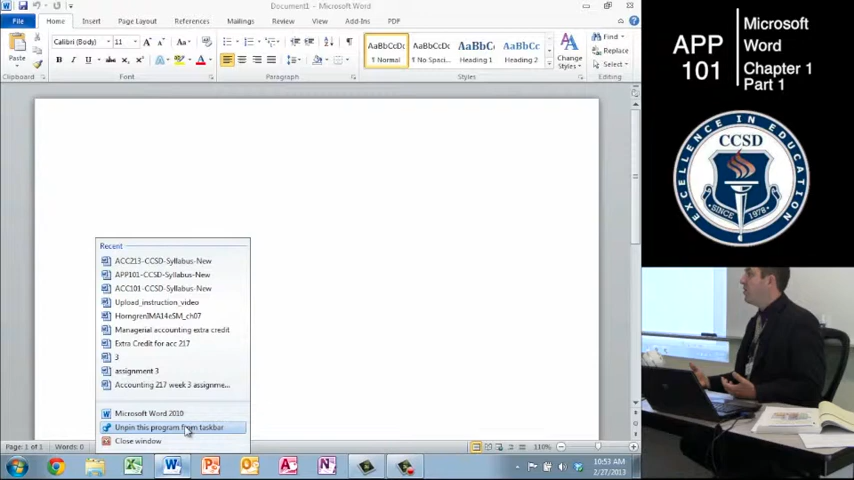 Document1 - Microsoft Word
File Home Insert Page Layout References Mailings Review View Add-Ins PDF
Calibri (Body) 11 A A Aa
AaBbCcDc AaBbCcDc AaBbC AaBbCc
Find
Replace
Select
Paste
B I U abc
¶ Normal ¶ No Spaci... Heading 1 Heading 2
Change Styles
Clipboard Font Paragraph Styles Editing
Recent
ACC213-CCSD-Syllabus-New
APP101-CCSD-Syllabus-New
ACC101-CCSD-Syllabus-New
Upload_instruction_video
HorngrenIMA14eSM_ch07
Managerial accounting extra credit
Extra Credit for acc 217
3
assignment 3
Accounting 217 week 3 assignme...
Microsoft Word 2010
Unpin this program from taskbar
Close window
Page: 1 of 1 Words: 0
110%
10:53 AM
2/27/2013
APP
101
Microsoft
Word
Chapter 1
Part 1
EXCELLENCE IN EDUCATION
CCSD
SINCE 1978